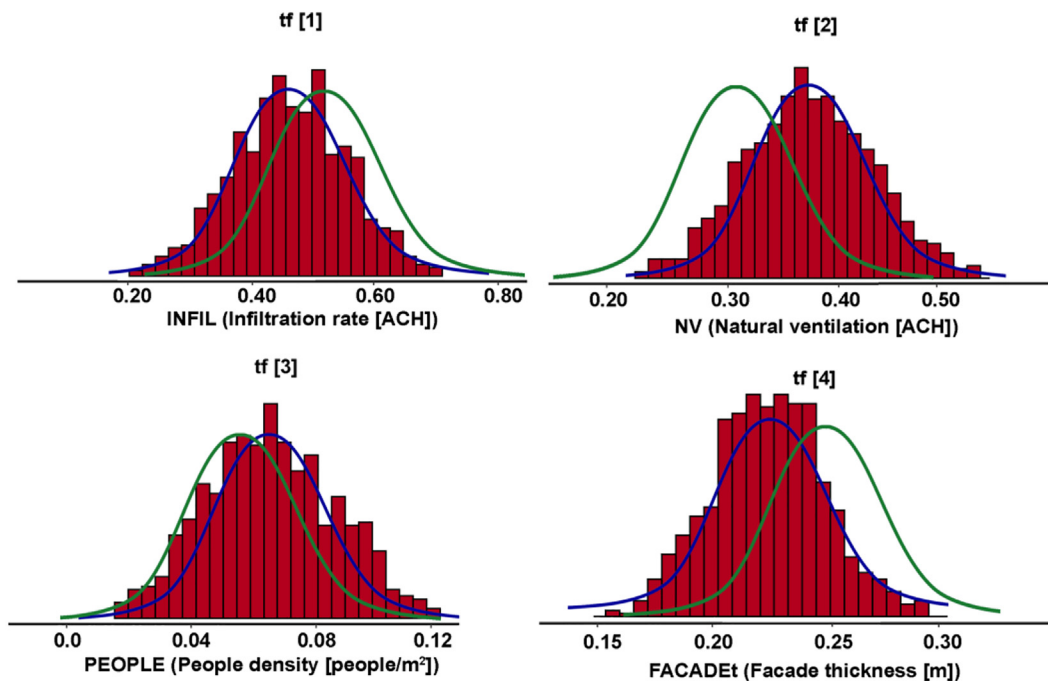 tf [1]
tf [2]
0.20 0.40 0.60 0.80
INFIL (Infiltration rate [ACH])
0.20 0.30 0.40 0.50
NV (Natural ventilation [ACH])
tf [3]
tf [4]
0.0 0.04 0.08 0.12
PEOPLE (People density [people/m²])
0.15 0.20 0.25 0.30
FACADEt (Facade thickness [m])